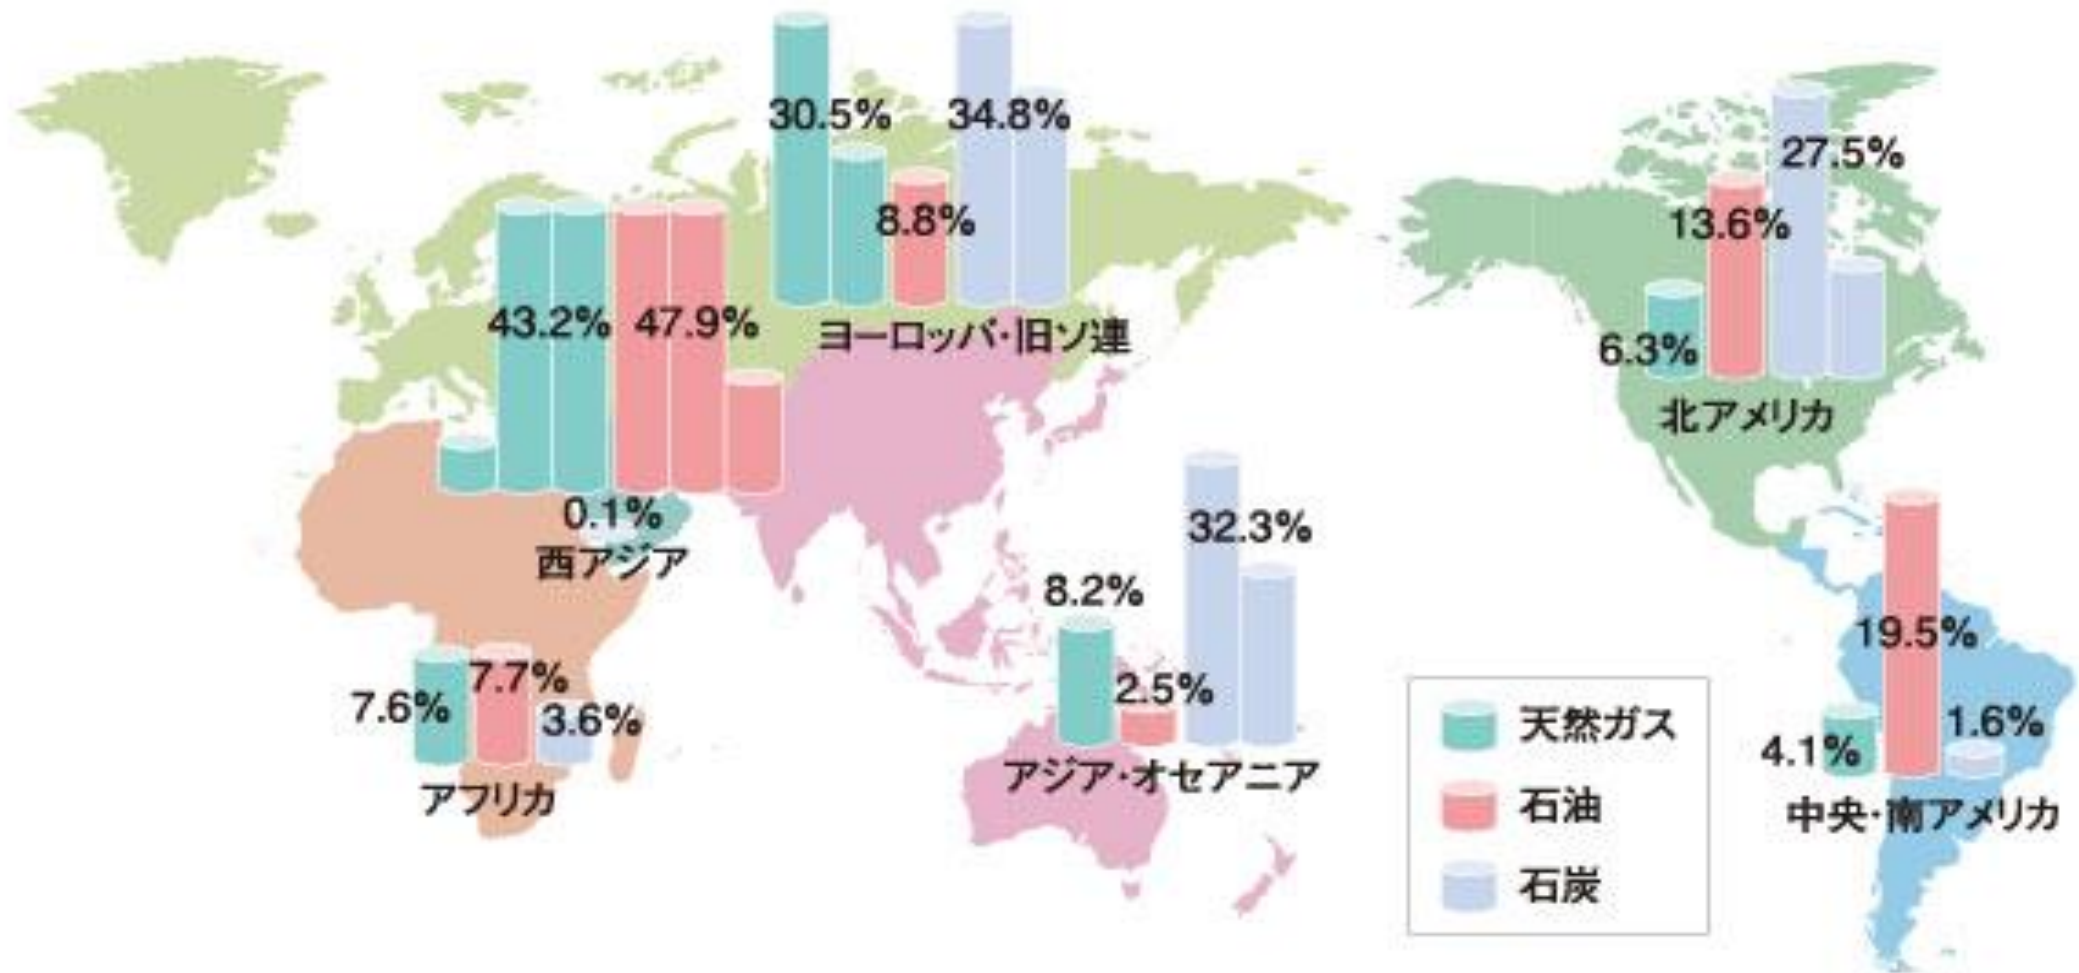 30.5%
34.8%
8.8%
ヨーロッパ・旧ソ連
43.2%
47.9%
0.1%
西アジア
27.5%
13.6%
6.3%
北アメリカ
7.6%
7.7%
3.6%
アフリカ
8.2%
2.5%
32.3%
アジア・オセアニア
天然ガス
石油
石炭
19.5%
4.1%
1.6%
中央・南アメリカ